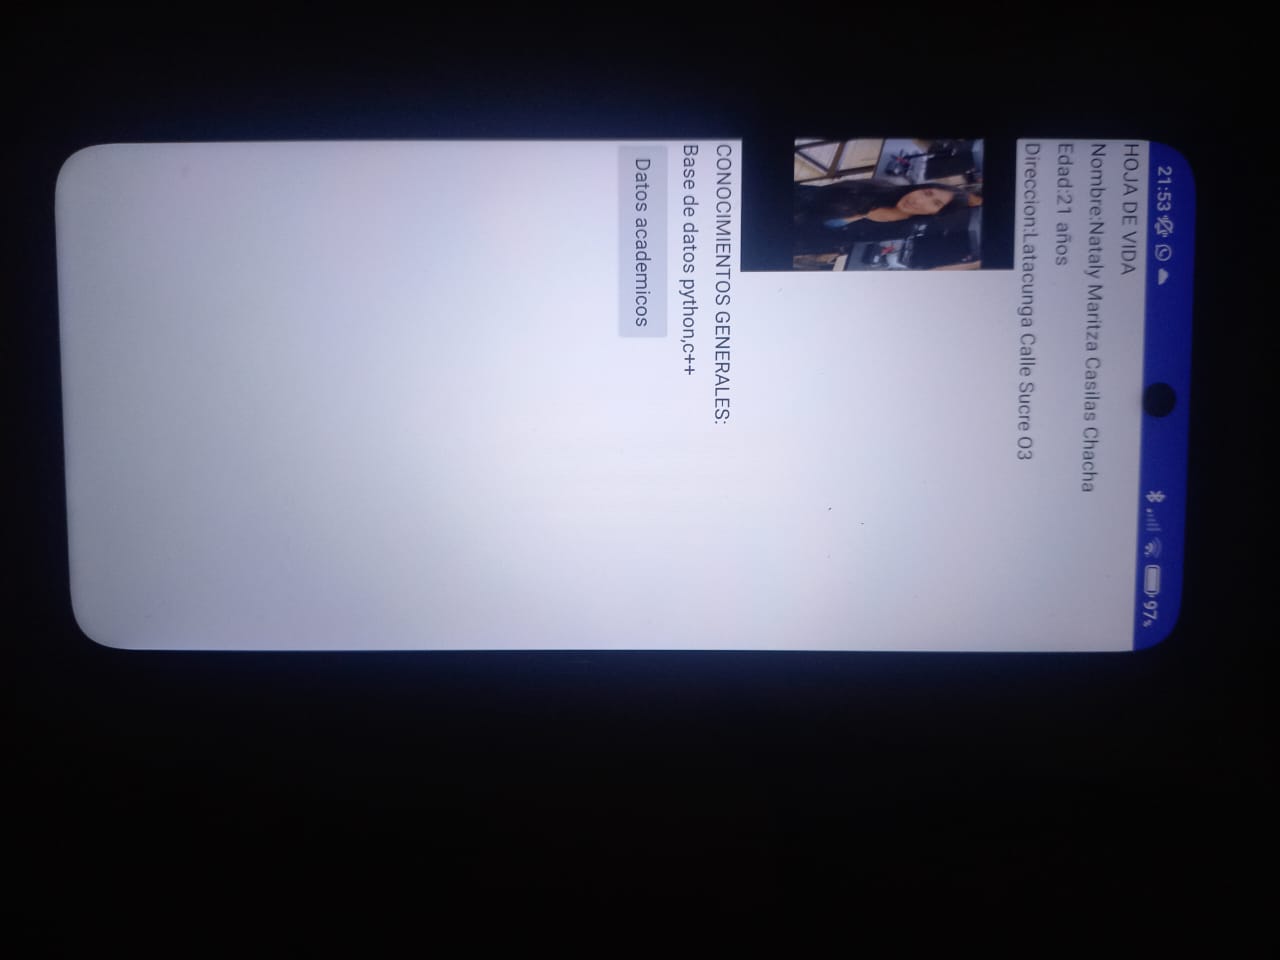 21:53
97%
HOJA DE VIDA
Nombre:Nataly Maritza Casilas Chacha
Edad:21 años
Direccion:Latacunga Calle Sucre 03
CONOCIMIENTOS GENERALES:
Base de datos python,c++
Datos academicos